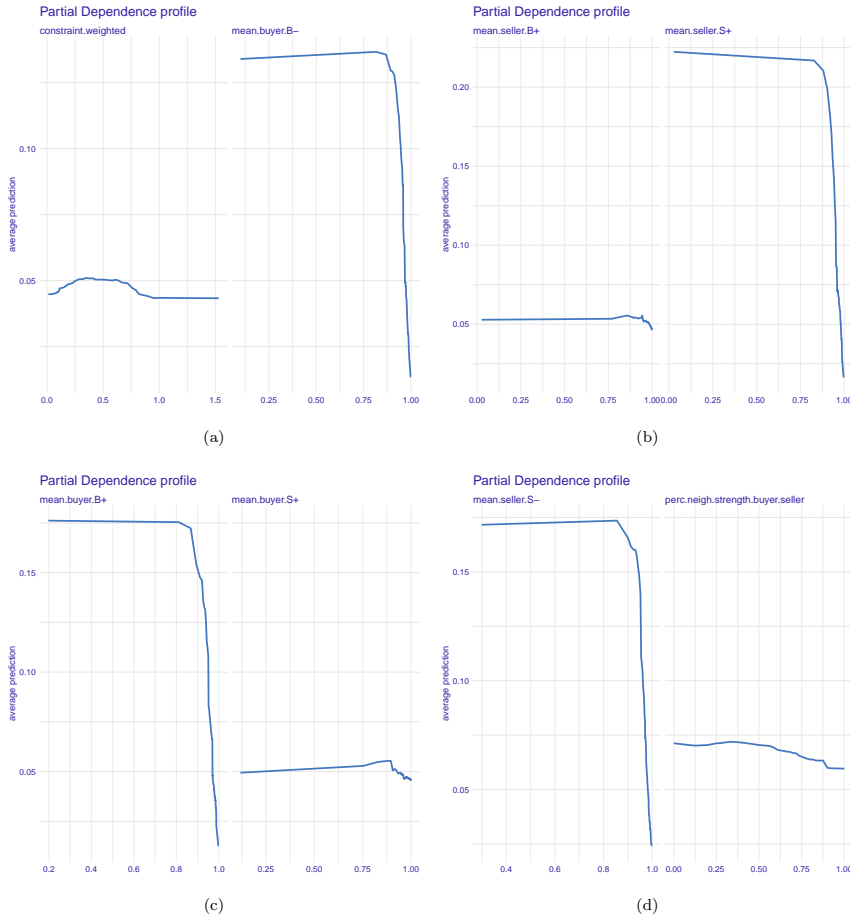 Partial Dependence profile
constraint.weighted mean.buyer.B−
0.10
0.05
average prediction
0.0 0.5 1.0 1.5 0.25 0.50 0.75 1.00
(a)
Partial Dependence profile
mean.seller.B+ mean.seller.S+
0.20
0.15
0.10
0.05
average prediction
0.00 0.25 0.50 0.75 1.00 0.00 0.25 0.50 0.75 1.00
(b)
Partial Dependence profile
mean.buyer.B+ mean.buyer.S+
0.15
0.10
0.05
average prediction
0.2 0.4 0.6 0.8 1.0 0.25 0.50 0.75 1.00
(c)
Partial Dependence profile
mean.seller.S− perc.neigh.strength.buyer.seller
0.15
0.10
0.05
average prediction
0.4 0.6 0.8 1.0 0.00 0.25 0.50 0.75 1.00
(d)